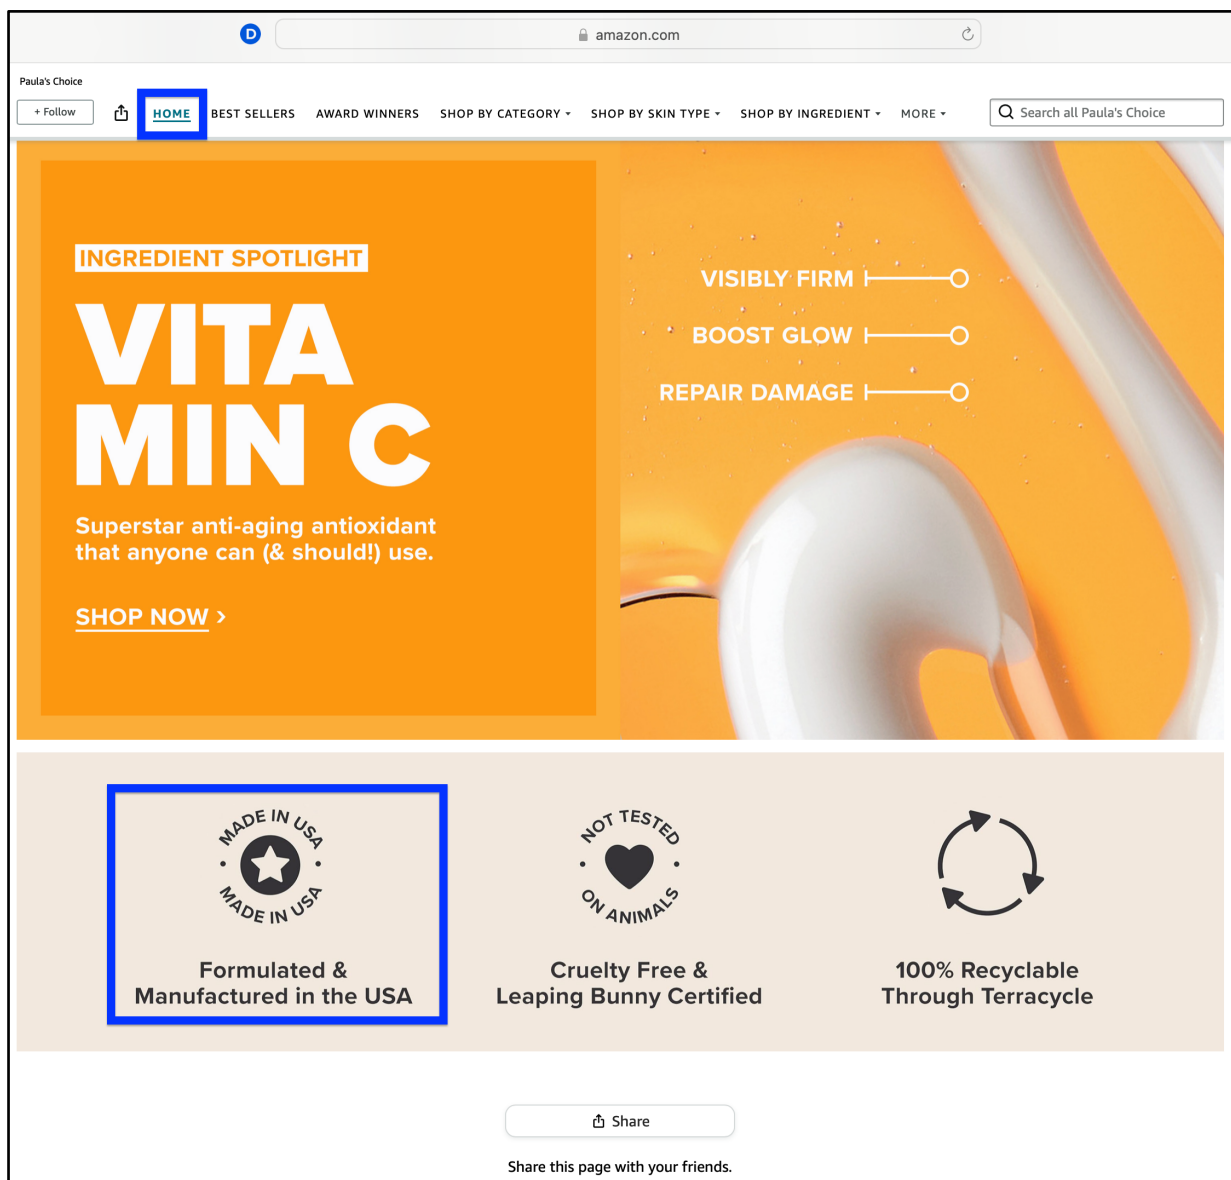 D
amazon.com
Paula's Choice
+ Follow
HOME
BEST SELLERS
AWARD WINNERS
SHOP BY CATEGORY
SHOP BY SKIN TYPE
SHOP BY INGREDIENT
MORE
Search all Paula's Choice
INGREDIENT SPOTLIGHT
VITA
MIN C
Superstar anti-aging antioxidant
that anyone can (& should!) use.
SHOP NOW ›
VISIBLY FIRM
BOOST GLOW
REPAIR DAMAGE
MADE IN USA
MADE IN USA
Formulated &
Manufactured in the USA
NOT TESTED
ON ANIMALS
Cruelty Free &
Leaping Bunny Certified
100% Recyclable
Through Terracycle
Share
Share this page with your friends.